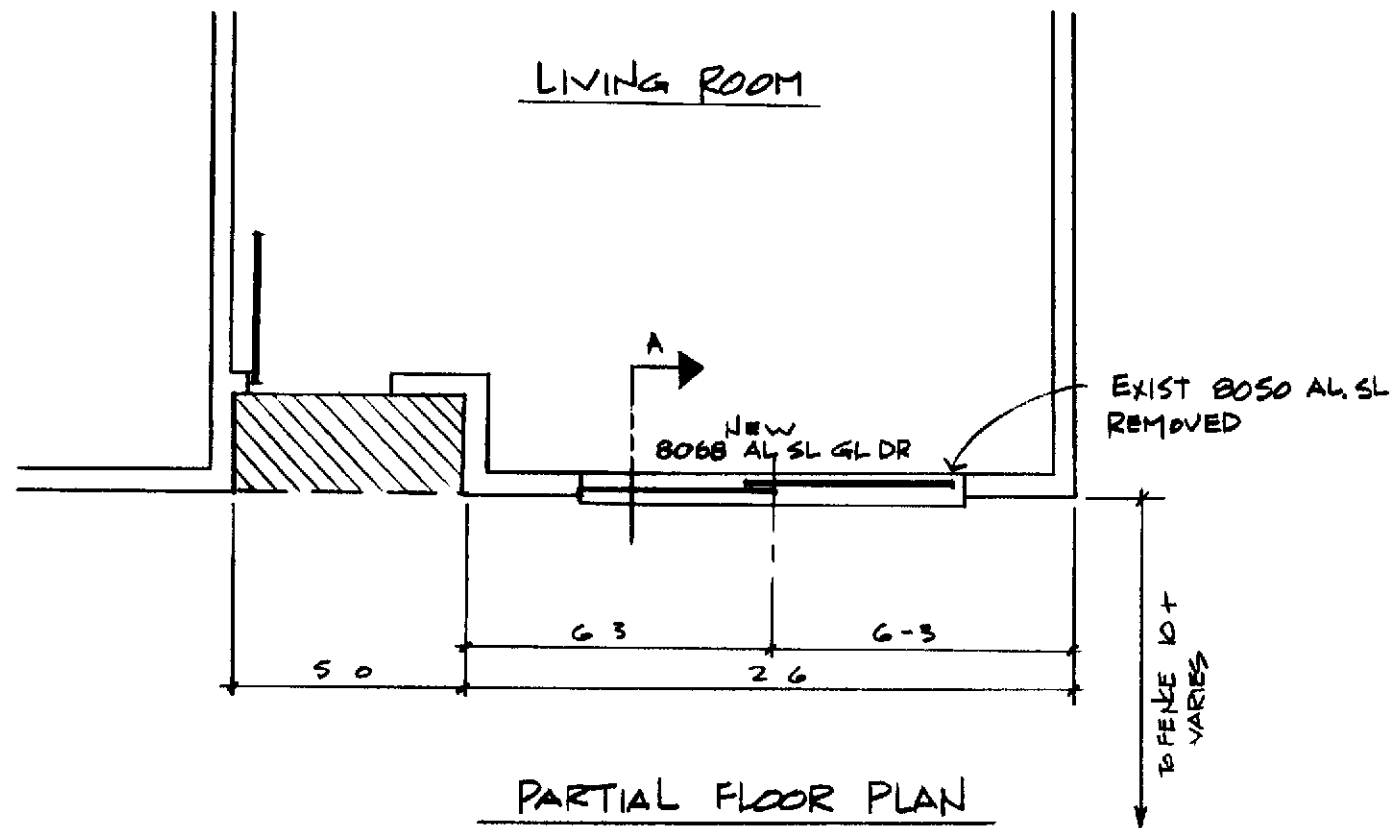 LIVING ROOM
A
EXIST 8050 AL. SL
REMOVED
NEW
8068 AL SL GL DR
6 3
6-3
5 0
2 6
TO FENCE 10+
VARIES
PARTIAL FLOOR PLAN